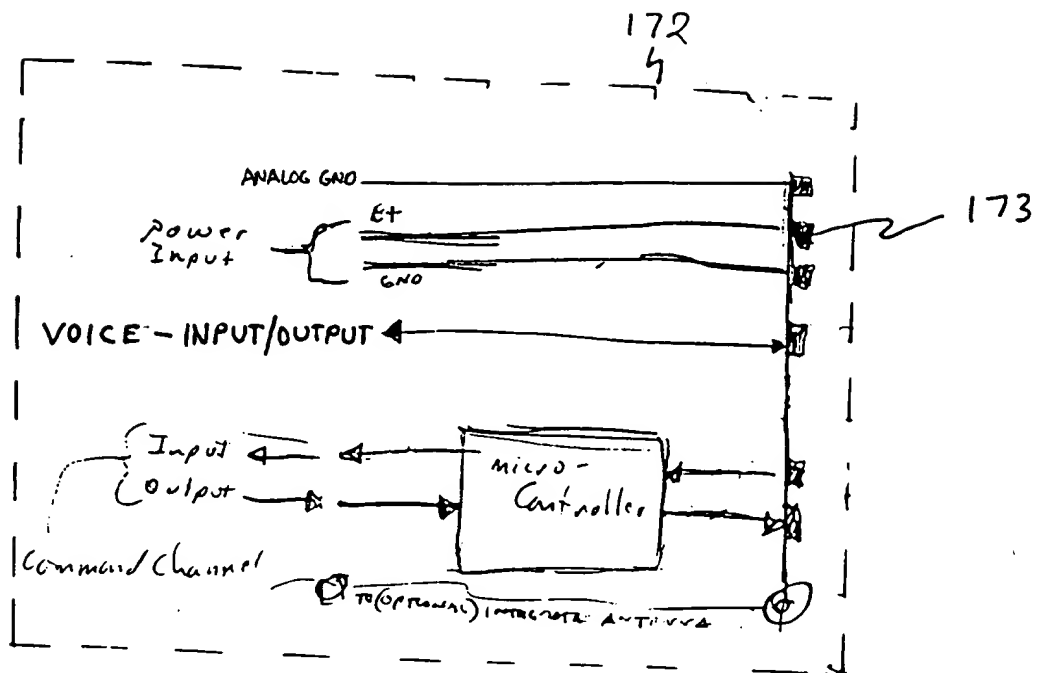 172
ANALOG GND
173
E+
Power
Input
GND
VOICE - INPUT/OUTPUT
Input
Output
micro-
Controller
Command Channel
TO (OPTIONAL) INTEGRATE ANTENNA